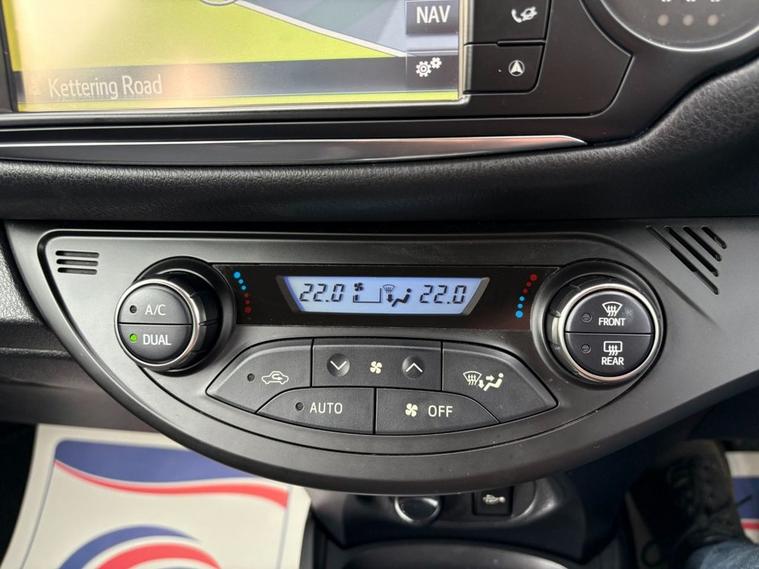 NAV
Kettering Road
22.0 22.0
A/C
DUAL
FRONT
REAR
AUTO
OFF